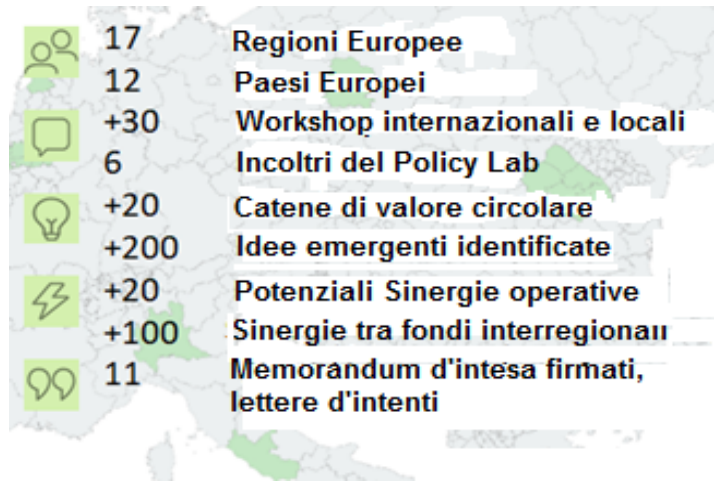 17 Regioni Europee
12 Paesi Europei
+30 Workshop internazionali e locali
6 Incoltri del Policy Lab
+20 Catene di valore circolare
+200 Idee emergenti identificate
+20 Potenziali Sinergie operative
+100 Sinergie tra fondi interregionali
11 Memorandum d'intesa firmati,
lettere d'intenti